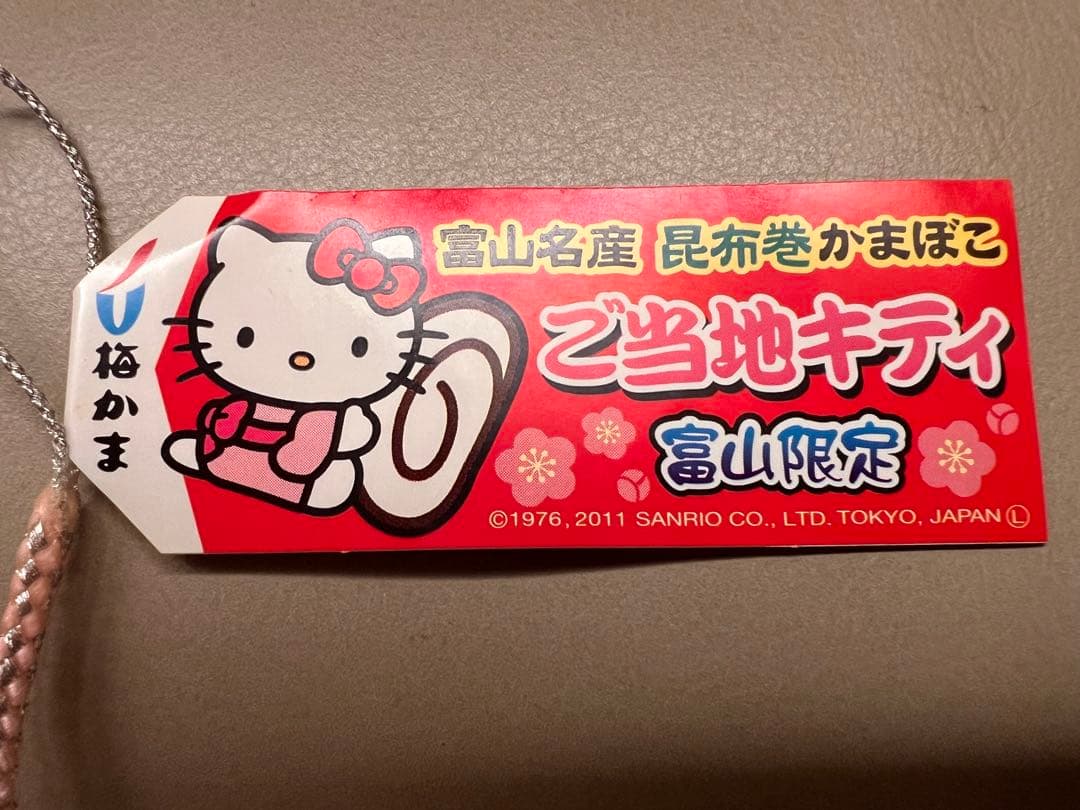 梅かま
富山名産 昆布巻かまぼこ
ご当地キティ
富山限定
©1976, 2011 SANRIO CO., LTD. TOKYO, JAPAN Ⓛ